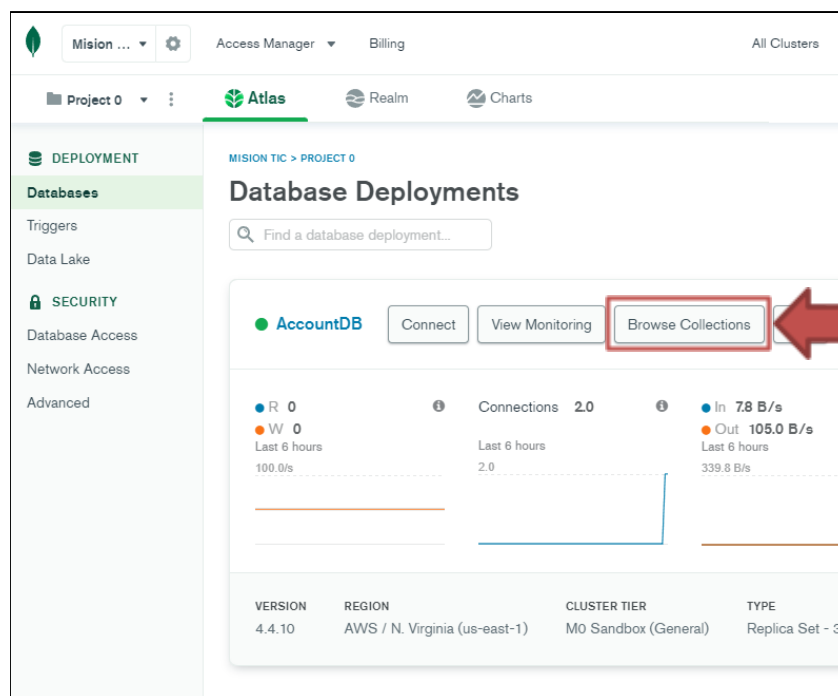 Mision ...
Access Manager
Billing
All Clusters
Project 0
Atlas
Realm
Charts
DEPLOYMENT
Databases
Triggers
Data Lake
SECURITY
Database Access
Network Access
Advanced
MISION TIC > PROJECT 0
Database Deployments
Find a database deployment...
AccountDB
Connect
View Monitoring
Browse Collections
R 0
W 0
Last 6 hours
100.0/s
Connections 2.0
Last 6 hours
2.0
In 7.8 B/s
Out 105.0 B/s
Last 6 hours
339.8 B/s
VERSION
4.4.10
REGION
AWS / N. Virginia (us-east-1)
CLUSTER TIER
M0 Sandbox (General)
TYPE
Replica Set - 3